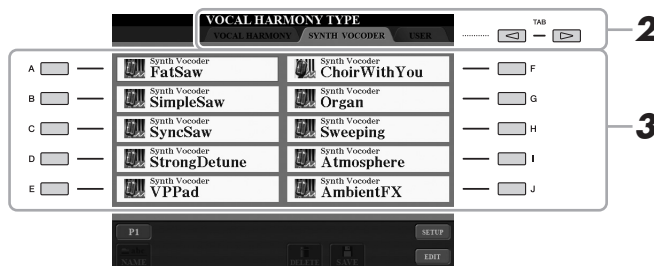 VOCAL HARMONY TYPE
VOCAL HARMONY SYNTH VOCODER USER
TAB
2
A Synth Vocoder FatSaw
Synth Vocoder ChoirWithYou F
B Synth Vocoder SimpleSaw
Synth Vocoder Organ G
C Synth Vocoder SyncSaw
Synth Vocoder Sweeping H
3
D Synth Vocoder StrongDetune
Synth Vocoder Atmosphere I
E Synth Vocoder VPPad
Synth Vocoder AmbientFX J
P1
SETUP
NAME DELETE SAVE EDIT